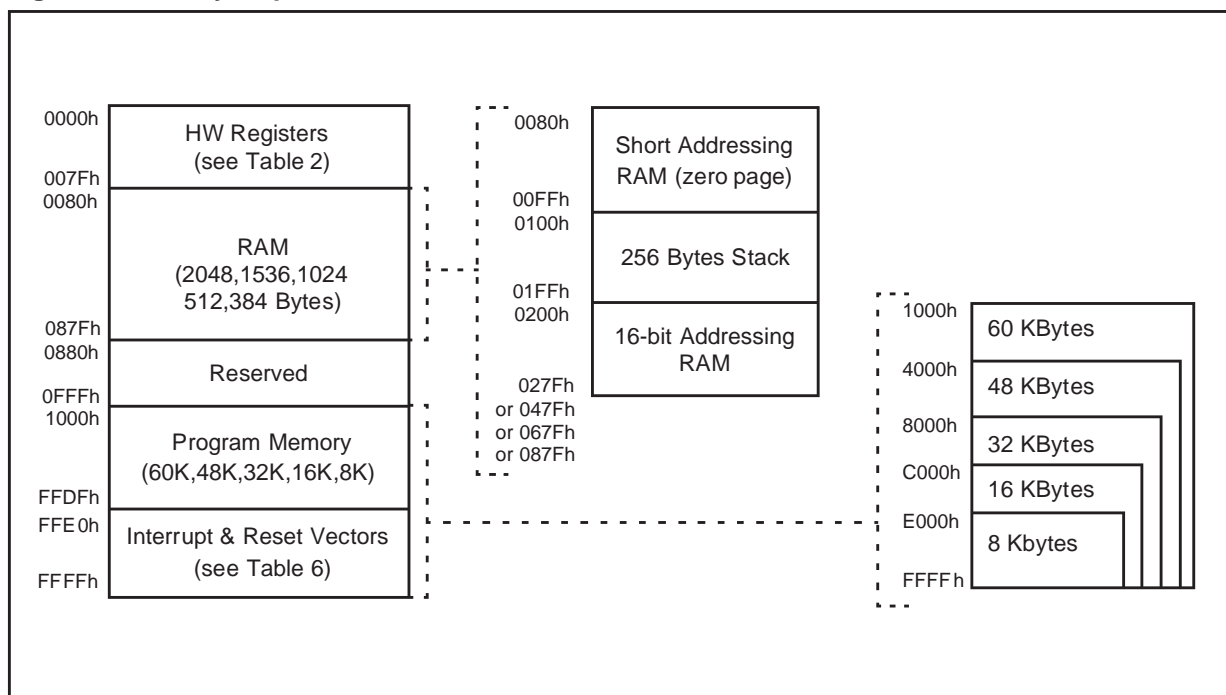 0000h
HW Registers
(see Table 2)
007Fh
0080h
RAM
(2048,1536,1024
512,384 Bytes)
087Fh
0880h
Reserved
0FFFh
1000h
Program Memory
(60K,48K,32K,16K,8K)
FFDFh
FFE0h
Interrupt & Reset Vectors
(see Table 6)
FFFFh
0080h
Short Addressing
RAM (zero page)
00FFh
0100h
256 Bytes Stack
01FFh
0200h
16-bit Addressing
RAM
027Fh
or 047Fh
or 067Fh
or 087Fh
1000h
60 KBytes
4000h
48 KBytes
8000h
32 KBytes
C000h
16 KBytes
E000h
8 Kbytes
FFFFh